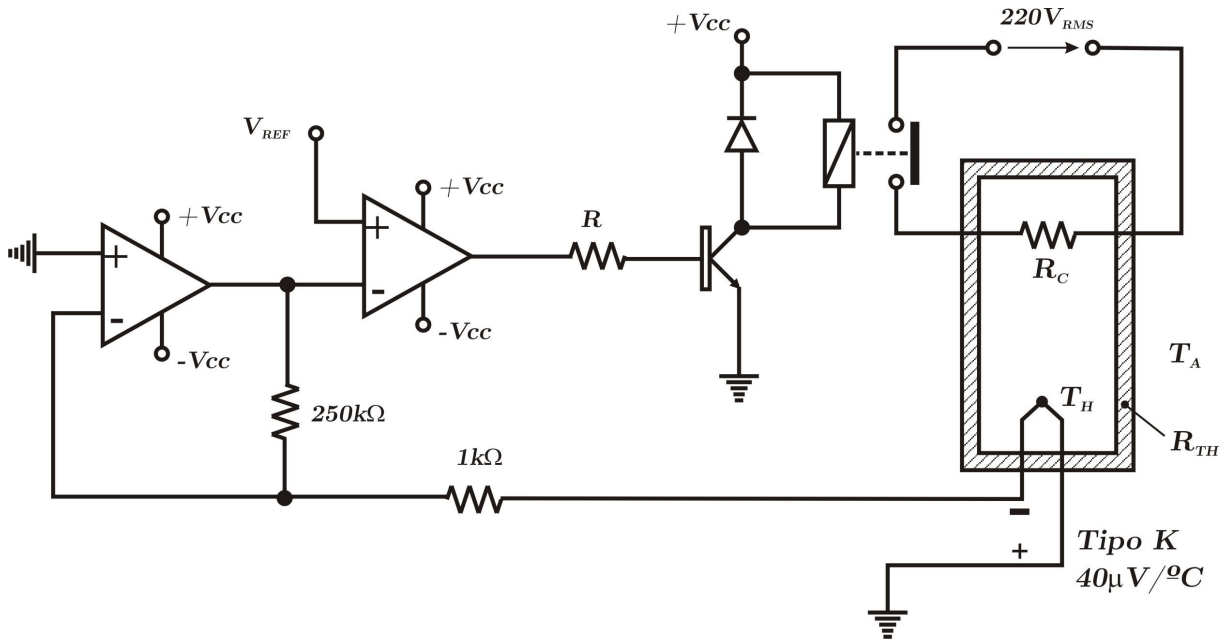 220V_RMS
+Vcc
V_REF
+Vcc
+Vcc
R
+
+
-
-
-Vcc
-Vcc
R_C
T_A
T_H
R_TH
250kΩ
1kΩ
-
+
Tipo K
40μV/ºC